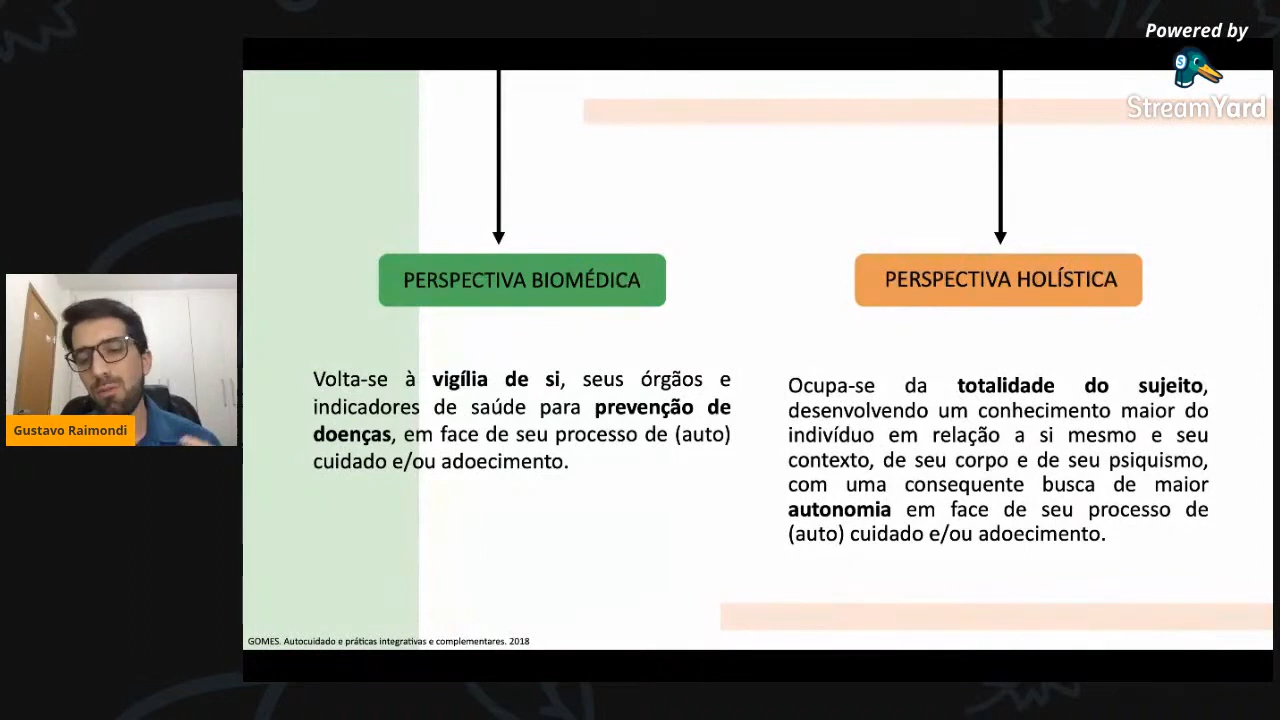 Powered by
StreamYard
PERSPECTIVA BIOMÉDICA
PERSPECTIVA HOLÍSTICA
Volta-se à vigília de si, seus órgãos e
indicadores de saúde para prevenção de
doenças, em face de seu processo de (auto)
cuidado e/ou adoecimento.
Ocupa-se da totalidade do sujeito,
desenvolvendo um conhecimento maior do
indivíduo em relação a si mesmo e seu
contexto, de seu corpo e de seu psiquismo,
com uma consequente busca de maior
autonomia em face de seu processo de
(auto) cuidado e/ou adoecimento.
Gustavo Raimondi
GOMES. Autocuidado e práticas integrativas e complementares. 2018